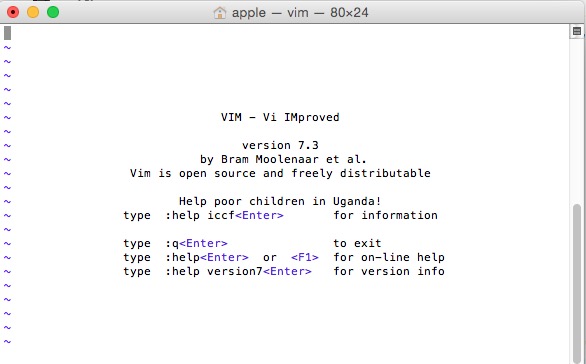 apple — vim — 80×24
~
~
~
~
~
VIM - Vi IMproved
~
~
version 7.3
~
by Bram Moolenaar et al.
~
Vim is open source and freely distributable
~
~
Help poor children in Uganda!
~
type  :help iccf<Enter>       for information
~
~
type  :q<Enter>               to exit
~
type  :help<Enter>  or  <F1>  for on-line help
~
type  :help version7<Enter>   for version info
~
~
~
~
~